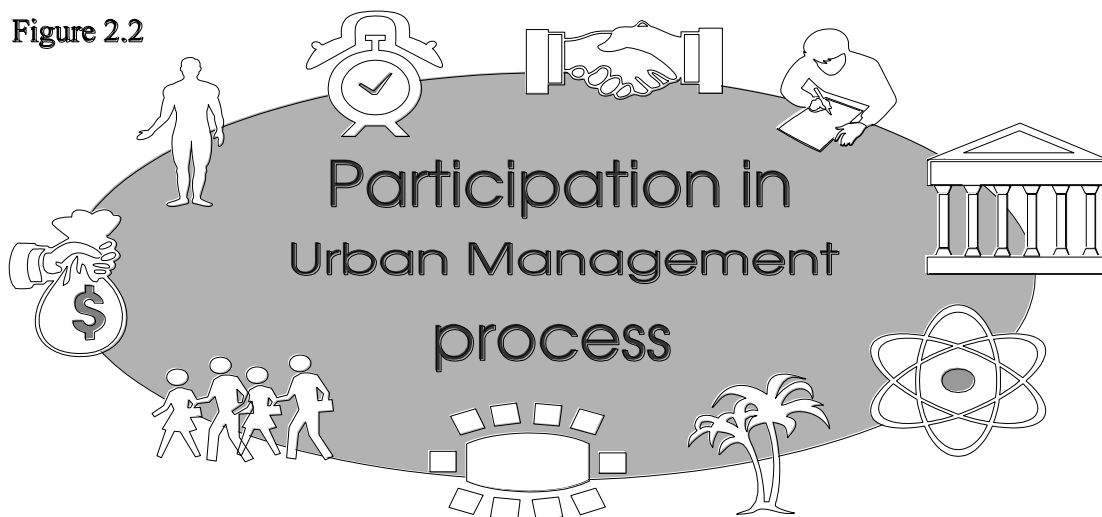 Figure 2.2
Participation in
Urban Management
process
$